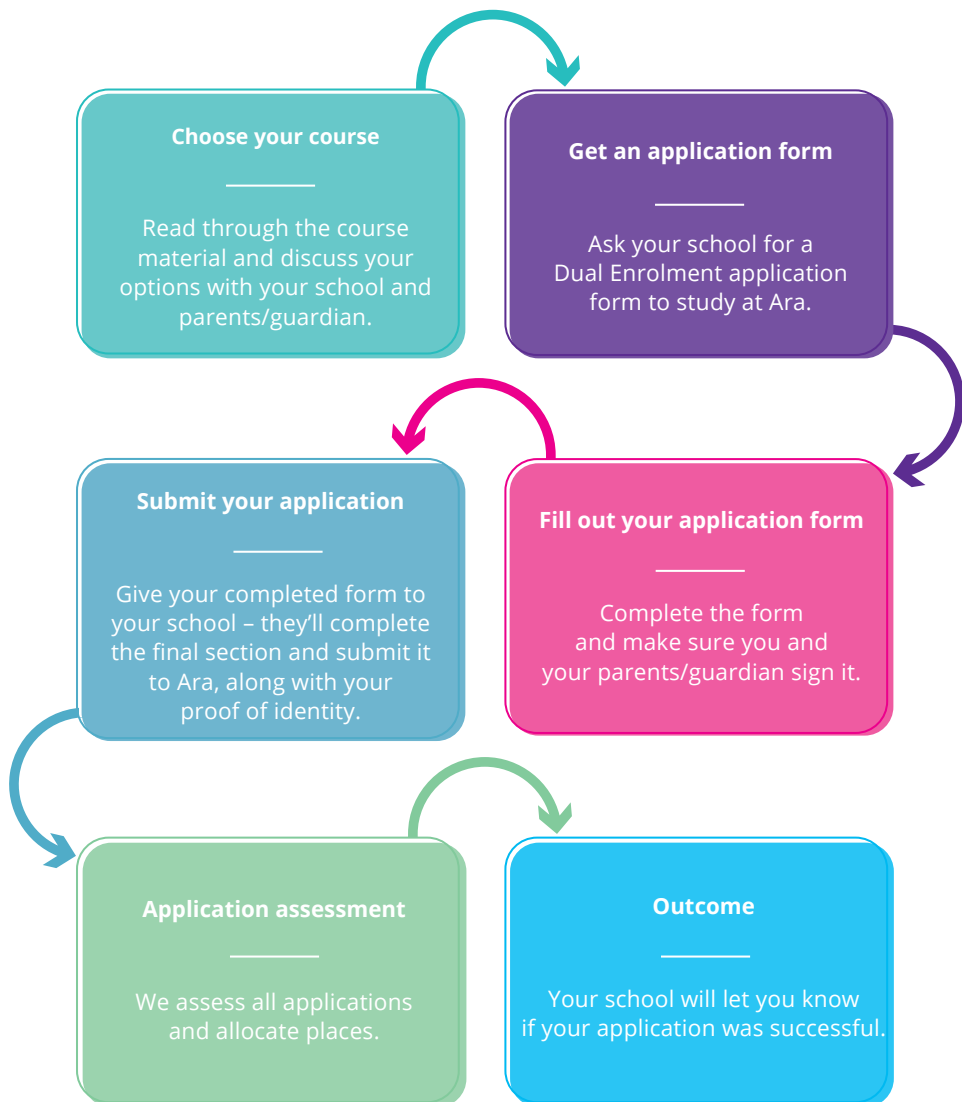 Choose your course
Read through the course
material and discuss your
options with your school and
parents/guardian.
Get an application form
Ask your school for a
Dual Enrolment application
form to study at Ara.
Fill out your application form
Complete the form
and make sure you and
your parents/guardian sign it.
Submit your application
Give your completed form to
your school – they’ll complete
the final section and submit it
to Ara, along with your
proof of identity.
Application assessment
We assess all applications
and allocate places.
Outcome
Your school will let you know
if your application was successful.